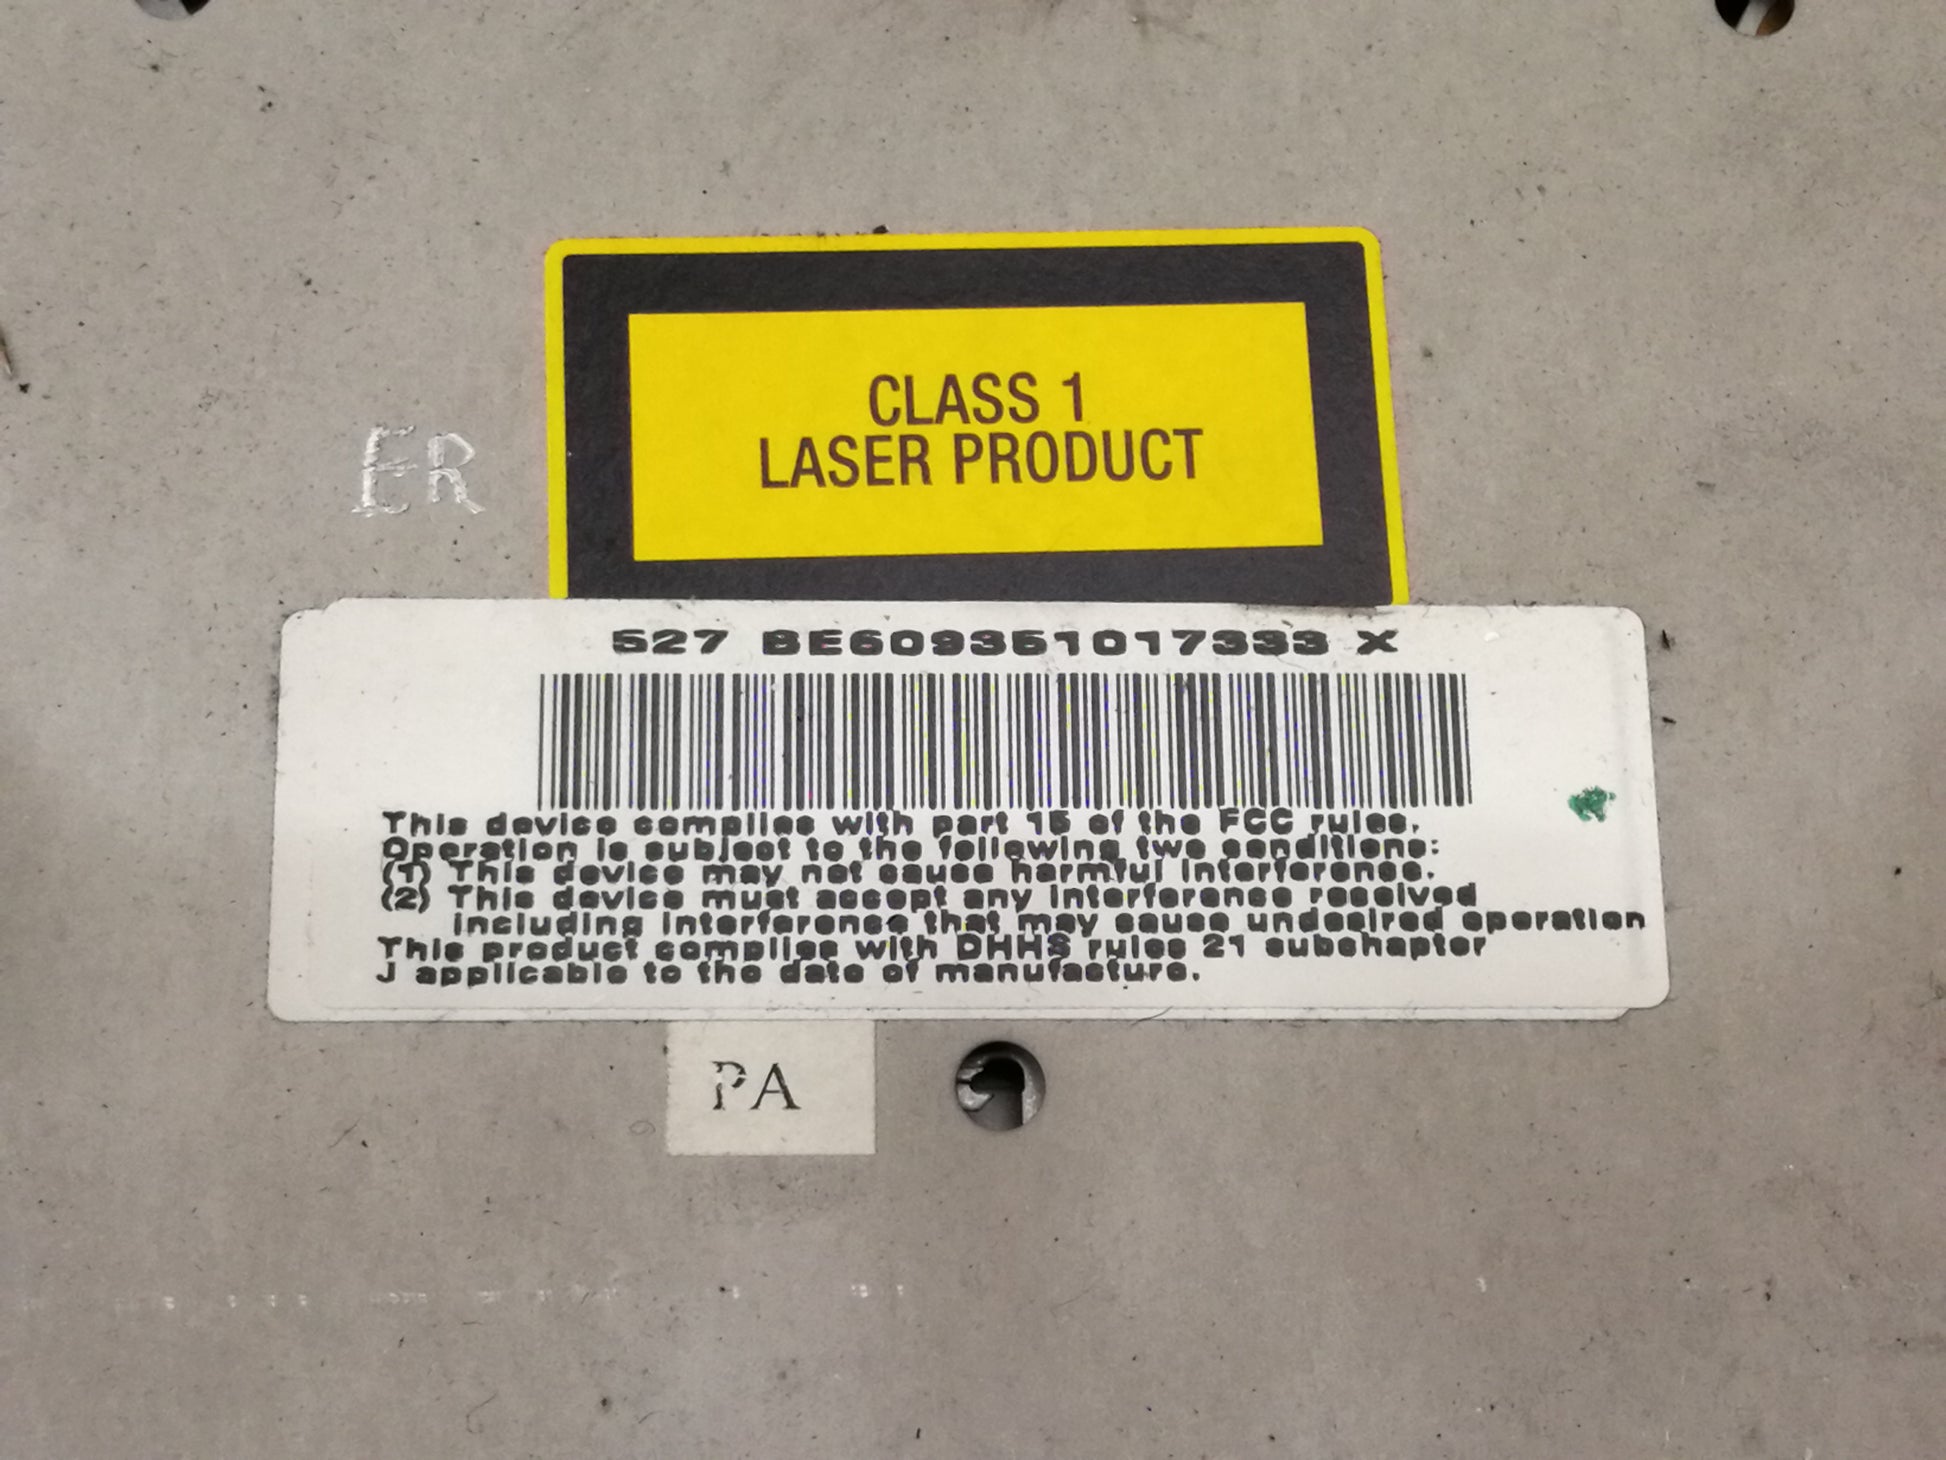 CLASS 1
LASER PRODUCT
ER
527 BE609351017333 X
This device complies with part 15 of the FCC rules.
Operation is subject to the following two conditions:
(1) This device may not cause harmful interference.
(2) This device must accept any interference received
including interference that may cause undesired operation
This product complies with DHHS rules 21 subchapter
J applicable to the date of manufacture.
PA